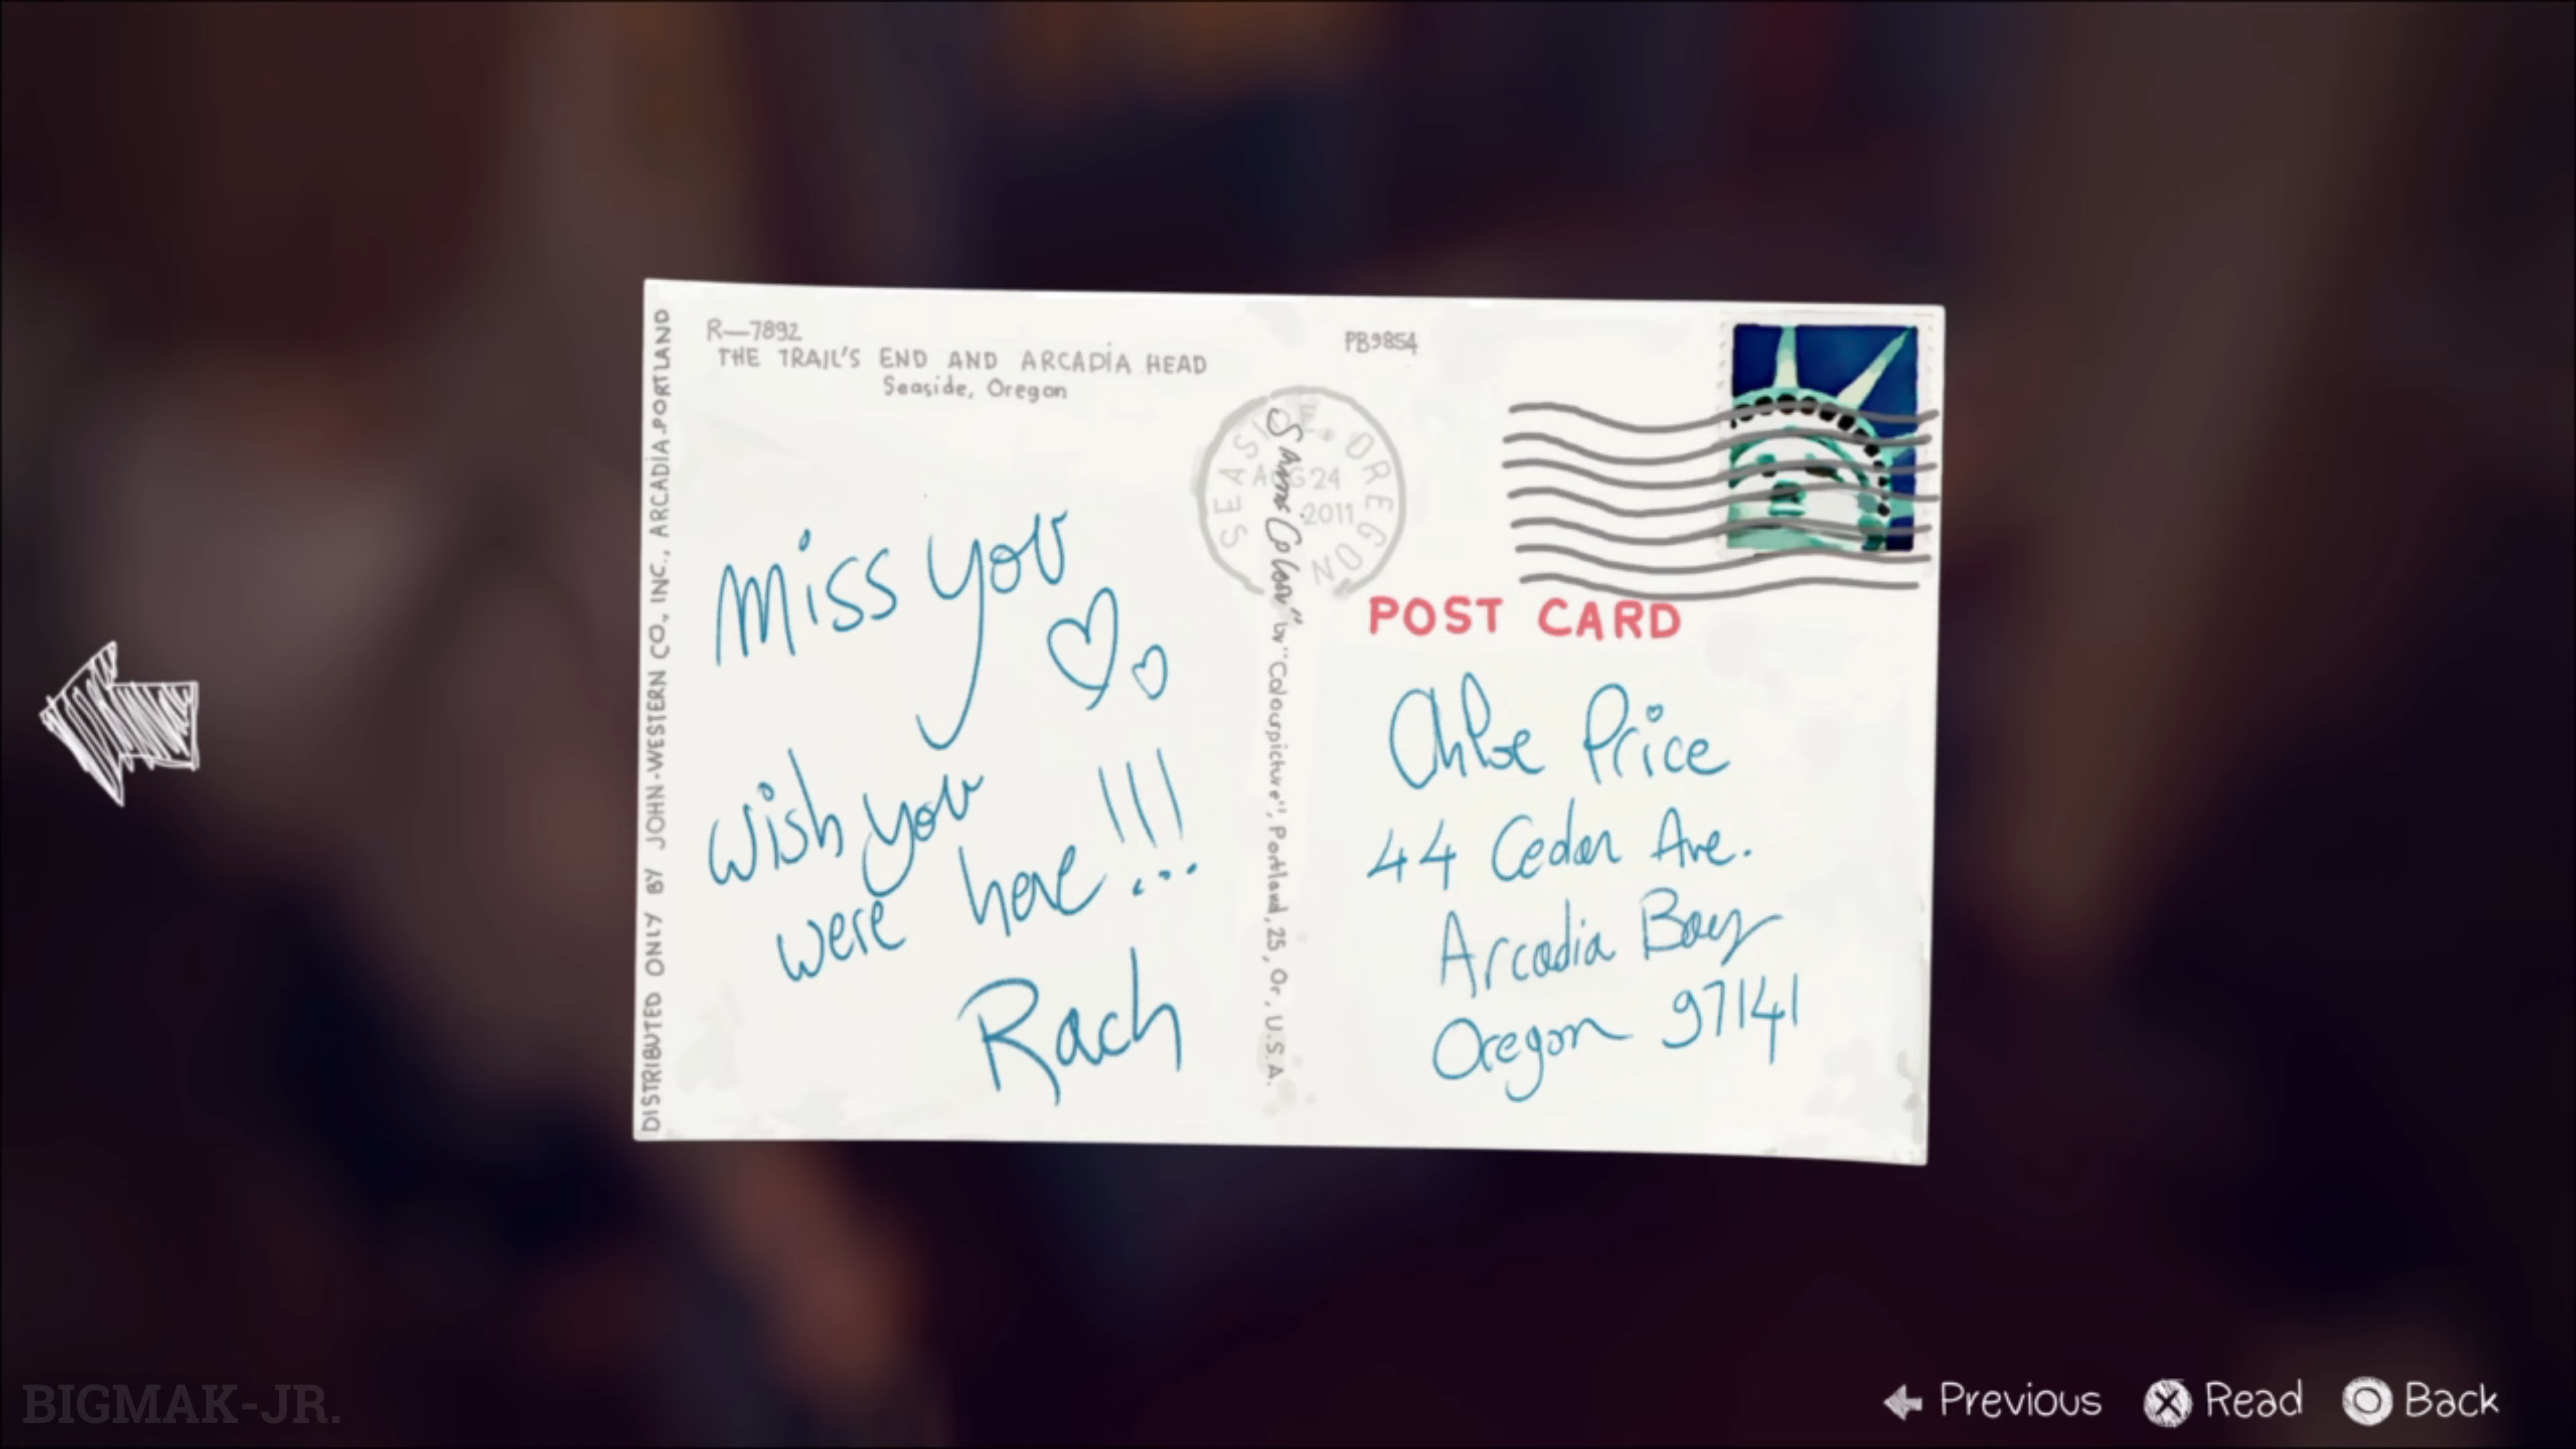 DISTRIBUTED ONLY BY JOHN-WESTERN CO., INC., ARCADIA-PORTLAND
R—7892
THE TRAIL'S END AND ARCADIA HEAD
Seaside, Oregon
PB9854
SEASIDE. OREGON
AUG 24
2011
miss you
wish you
were here!!!
Rach
"Colourpicture", Portland, 25, Or, U.S.A.
POST CARD
Chloe Price
44 Cedar Ave.
Arcadia Bay
Oregon 97141
BIGMAK-JR.
Previous
Read
Back